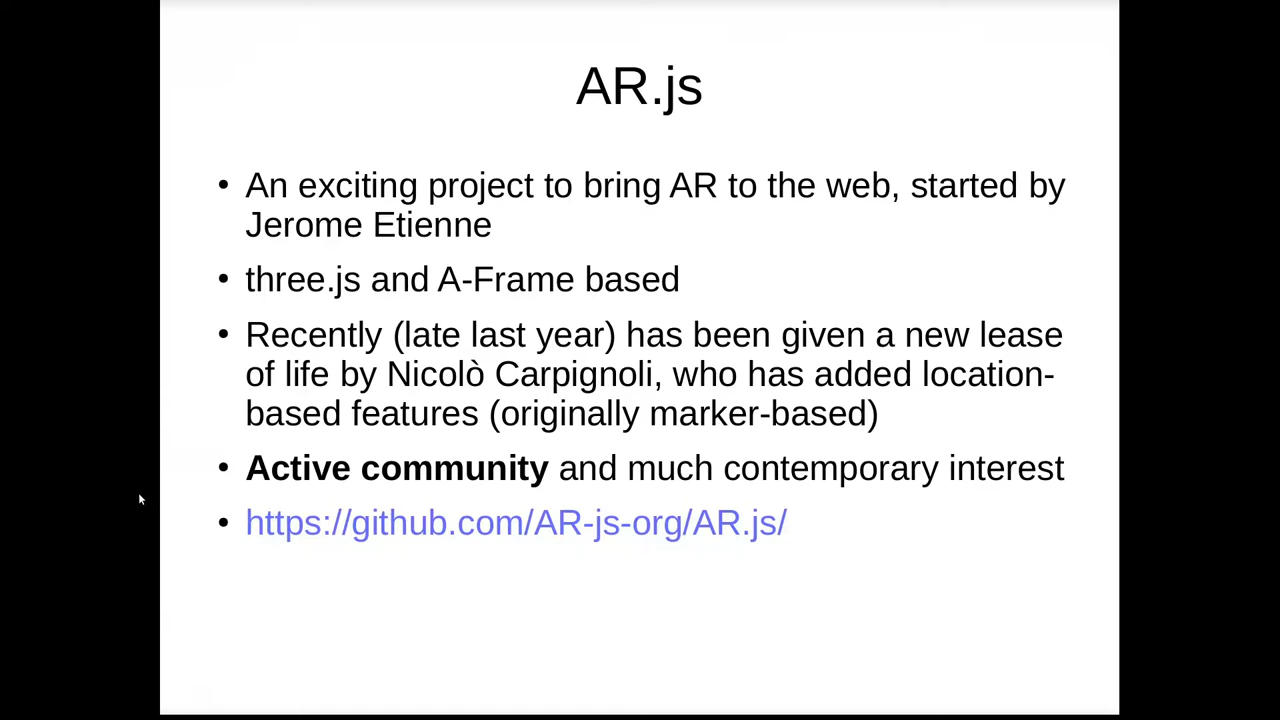 AR.js
• An exciting project to bring AR to the web, started by
Jerome Etienne
• three.js and A-Frame based
• Recently (late last year) has been given a new lease
of life by Nicolò Carpignoli, who has added location-
based features (originally marker-based)
• Active community and much contemporary interest
• https://github.com/AR-js-org/AR.js/